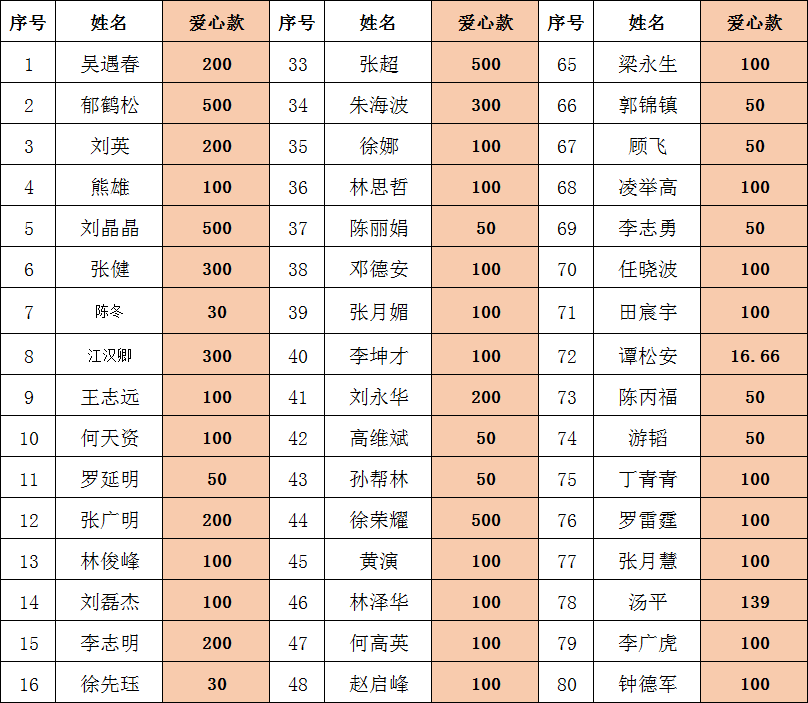 序号 姓名 爱心款 序号 姓名 爱心款 序号 姓名 爱心款
1 吴遇春 200 33 张超 500 65 梁永生 100
2 郁鹤松 500 34 朱海波 300 66 郭锦镇 50
3 刘英 200 35 徐娜 100 67 顾飞 50
4 熊雄 100 36 林思哲 100 68 凌举高 100
5 刘晶晶 500 37 陈丽娟 50 69 李志勇 50
6 张健 300 38 邓德安 100 70 任晓波 100
7 陈冬 30 39 张月媚 100 71 田宸宇 100
8 江汉卿 300 40 李坤才 100 72 谭松安 16.66
9 王志远 100 41 刘永华 200 73 陈丙福 50
10 何天资 100 42 高维斌 50 74 游韬 50
11 罗延明 50 43 孙帮林 50 75 丁青青 100
12 张广明 200 44 徐荣耀 500 76 罗雷霆 100
13 林俊峰 100 45 黄演 100 77 张月慧 100
14 刘磊杰 100 46 林泽华 100 78 汤平 139
15 李志明 200 47 何高英 100 79 李广虎 100
16 徐先珏 30 48 赵启峰 100 80 钟德军 100